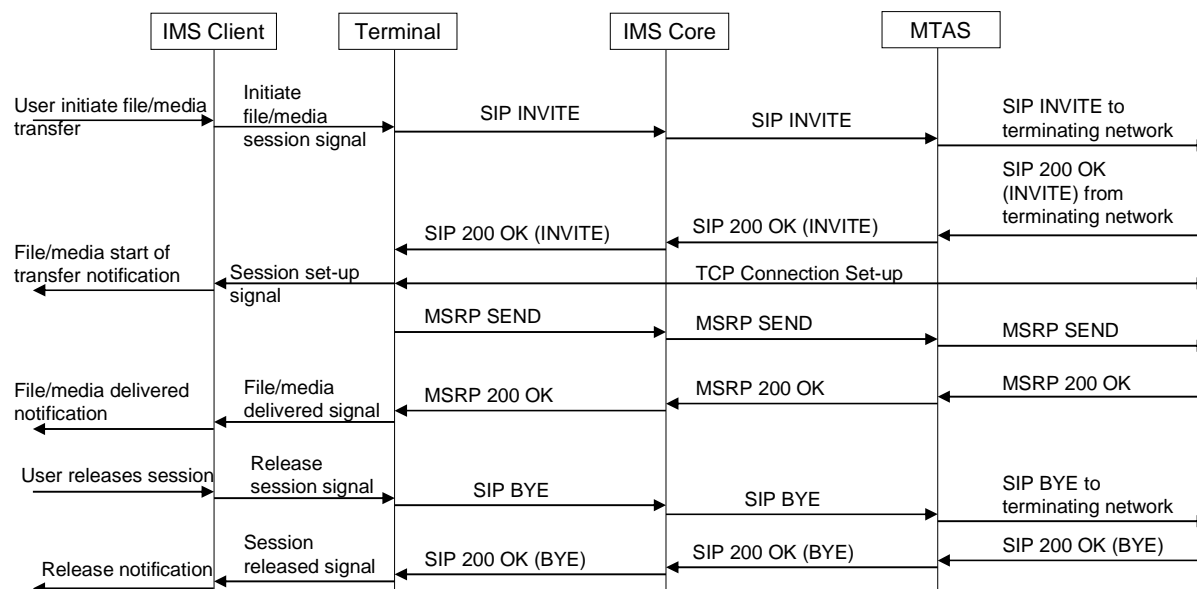 IMS Client
Terminal
IMS Core
MTAS
User initiate file/media
transfer
Initiate
file/media
session signal
SIP INVITE
SIP INVITE
SIP INVITE to
terminating network
SIP 200 OK
(INVITE) from
terminating network
SIP 200 OK (INVITE)
SIP 200 OK (INVITE)
File/media start of
transfer notification
Session set-up
signal
TCP Connection Set-up
MSRP SEND
MSRP SEND
MSRP SEND
File/media delivered
notification
File/media
delivered signal
MSRP 200 OK
MSRP 200 OK
MSRP 200 OK
User releases session
Release
session signal
SIP BYE
SIP BYE
SIP BYE to
terminating network
Release notification
Session
released signal
SIP 200 OK (BYE)
SIP 200 OK (BYE)
SIP 200 OK (BYE)